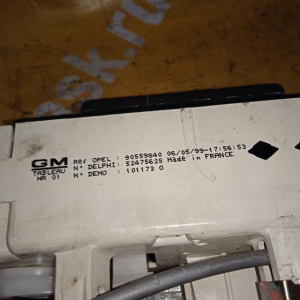 GM
TABLEAU
HR 01
Ref OPEL : 90559840 06/05/99-17:56:53
N° DELPHI: 52475625 Made in FRANCE
N° DEMO : 101173 0